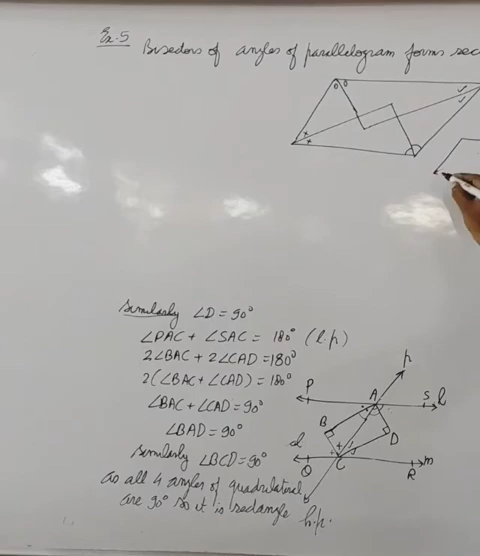 Ex. 5 Bisectors of angles of parallelogram forms rec
Similarly ∠D = 90°
∠PAC + ∠SAC = 180° (l.p)
2∠BAC + 2∠CAD = 180°
2(∠BAC + ∠CAD) = 180°
∠BAC + ∠CAD = 90°
∠BAD = 90°
Similarly ∠BCD = 90°
as all 4 angles of quadrilateral
are 90° so it is rectangle h.p.
p
P A S l
B
D
Q C R m